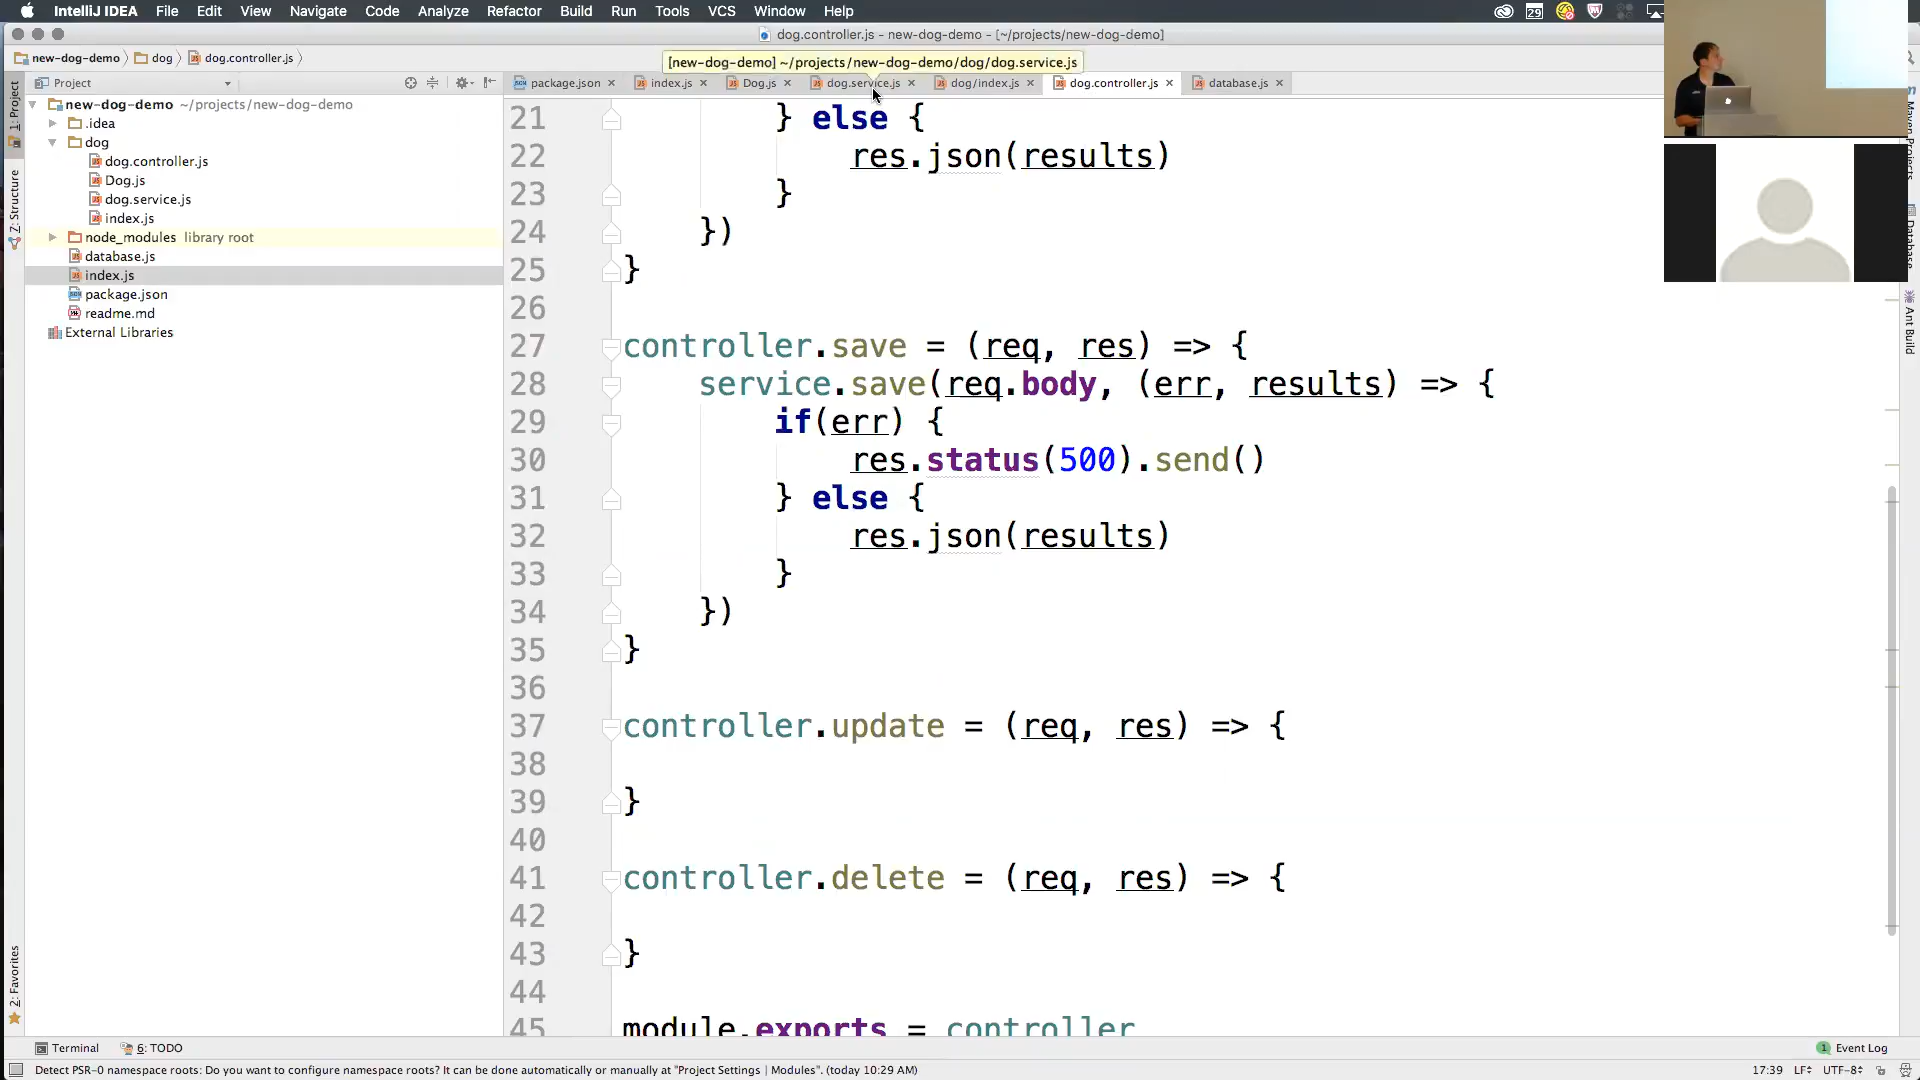 IntelliJ IDEA File Edit View Navigate Code Analyze Refactor Build Run Tools VCS Window Help
29
dog.controller.js - new-dog-demo - [~/projects/new-dog-demo]
new-dog-demo dog dog.controller.js
[new-dog-demo] ~/projects/new-dog-demo/dog/dog.service.js
Project
package.json index.js Dog.js dog.service.js dog/index.js dog.controller.js database.js
1: Project
Z: Structure
2: Favorites
new-dog-demo ~/projects/new-dog-demo
.idea
dog
dog.controller.js
Dog.js
dog.service.js
index.js
node_modules library root
database.js
index.js
package.json
readme.md
External Libraries
21 } else {
22 res.json(results)
23 }
24 })
25 }
26
27 controller.save = (req, res) => {
28 service.save(req.body, (err, results) => {
29 if(err) {
30 res.status(500).send()
31 } else {
32 res.json(results)
33 }
34 })
35 }
36
37 controller.update = (req, res) => {
38
39 }
40
41 controller.delete = (req, res) => {
42
43 }
44
45 module.exports = controller
Ant Build
Terminal 6: TODO
1 Event Log
Detect PSR-0 namespace roots: Do you want to configure namespace roots? It can be done automatically or manually at "Project Settings | Modules". (today 10:29 AM)
17:39 LF UTF-8